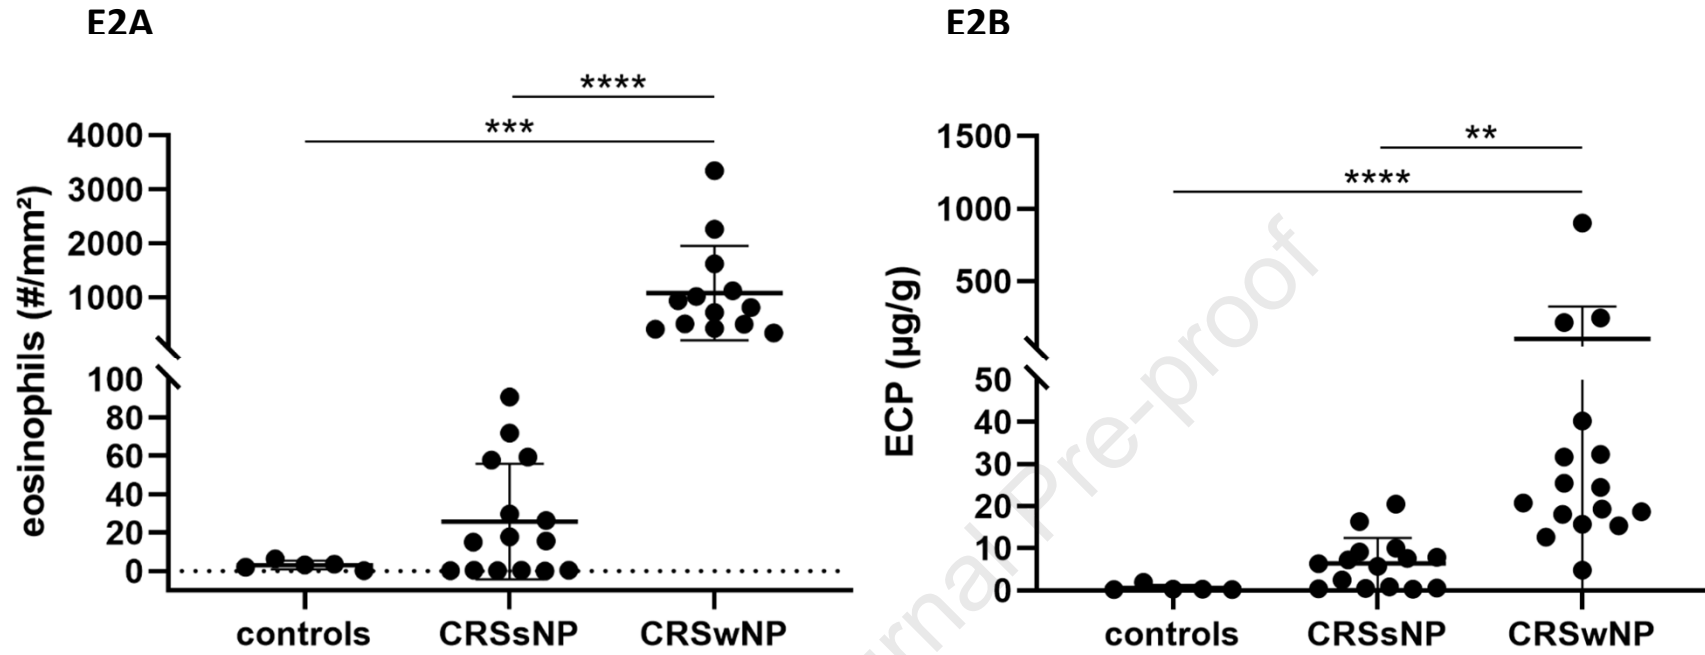 E2A
E2B
****
***
4000
3000
2000
1000
100
80
60
40
20
0
eosinophils (#/mm²)
controls
CRSsNP
CRSwNP
**
****
1500
1000
500
50
40
30
20
10
0
ECP (µg/g)
controls
CRSsNP
CRSwNP
rnal Pre-proof